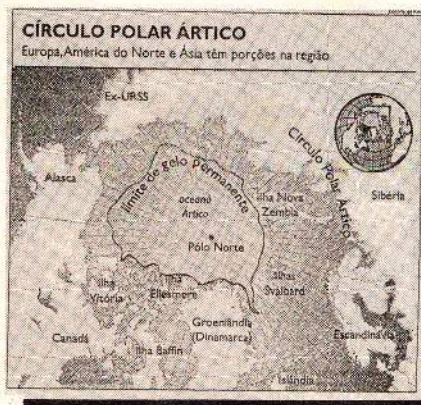 CÍRCULO POLAR ÁRTICO
Europa, América do Norte e Ásia têm porções na região
Ex-URSS
Círculo Polar Ártico
Alasca
limite de gelo permanente
oceano
Ártico
ilha Nova
Zembla
Sibéria
Pólo Norte
Ilha
Vitória
Ilha
Ellesmere
Ilhas
Svalbard
Groenlândia
(Dinamarca)
Canadá
Ilha Baffin
Escandinávia
Islândia